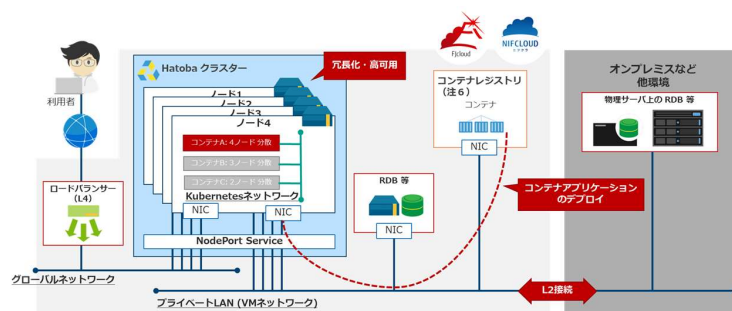 FJcloud
NIFCLOUD
ニフクラ
Hatoba クラスター
冗長化・高可用
ノード1
ノード2
ノード3
ノード4
コンテナA: 4ノード 分散
コンテナB: 3ノード 分散
コンテナC: 2ノード 分散
Kubernetesネットワーク
NIC
NIC
NodePort Service
利用者
ロードバランサー
(L4)
グローバルネットワーク
プライベートLAN (VMネットワーク)
コンテナレジストリ
(注6)
コンテナ
NIC
RDB 等
NIC
コンテナアプリケーション
のデプロイ
L2接続
オンプレミスなど
他環境
物理サーバ上の RDB 等